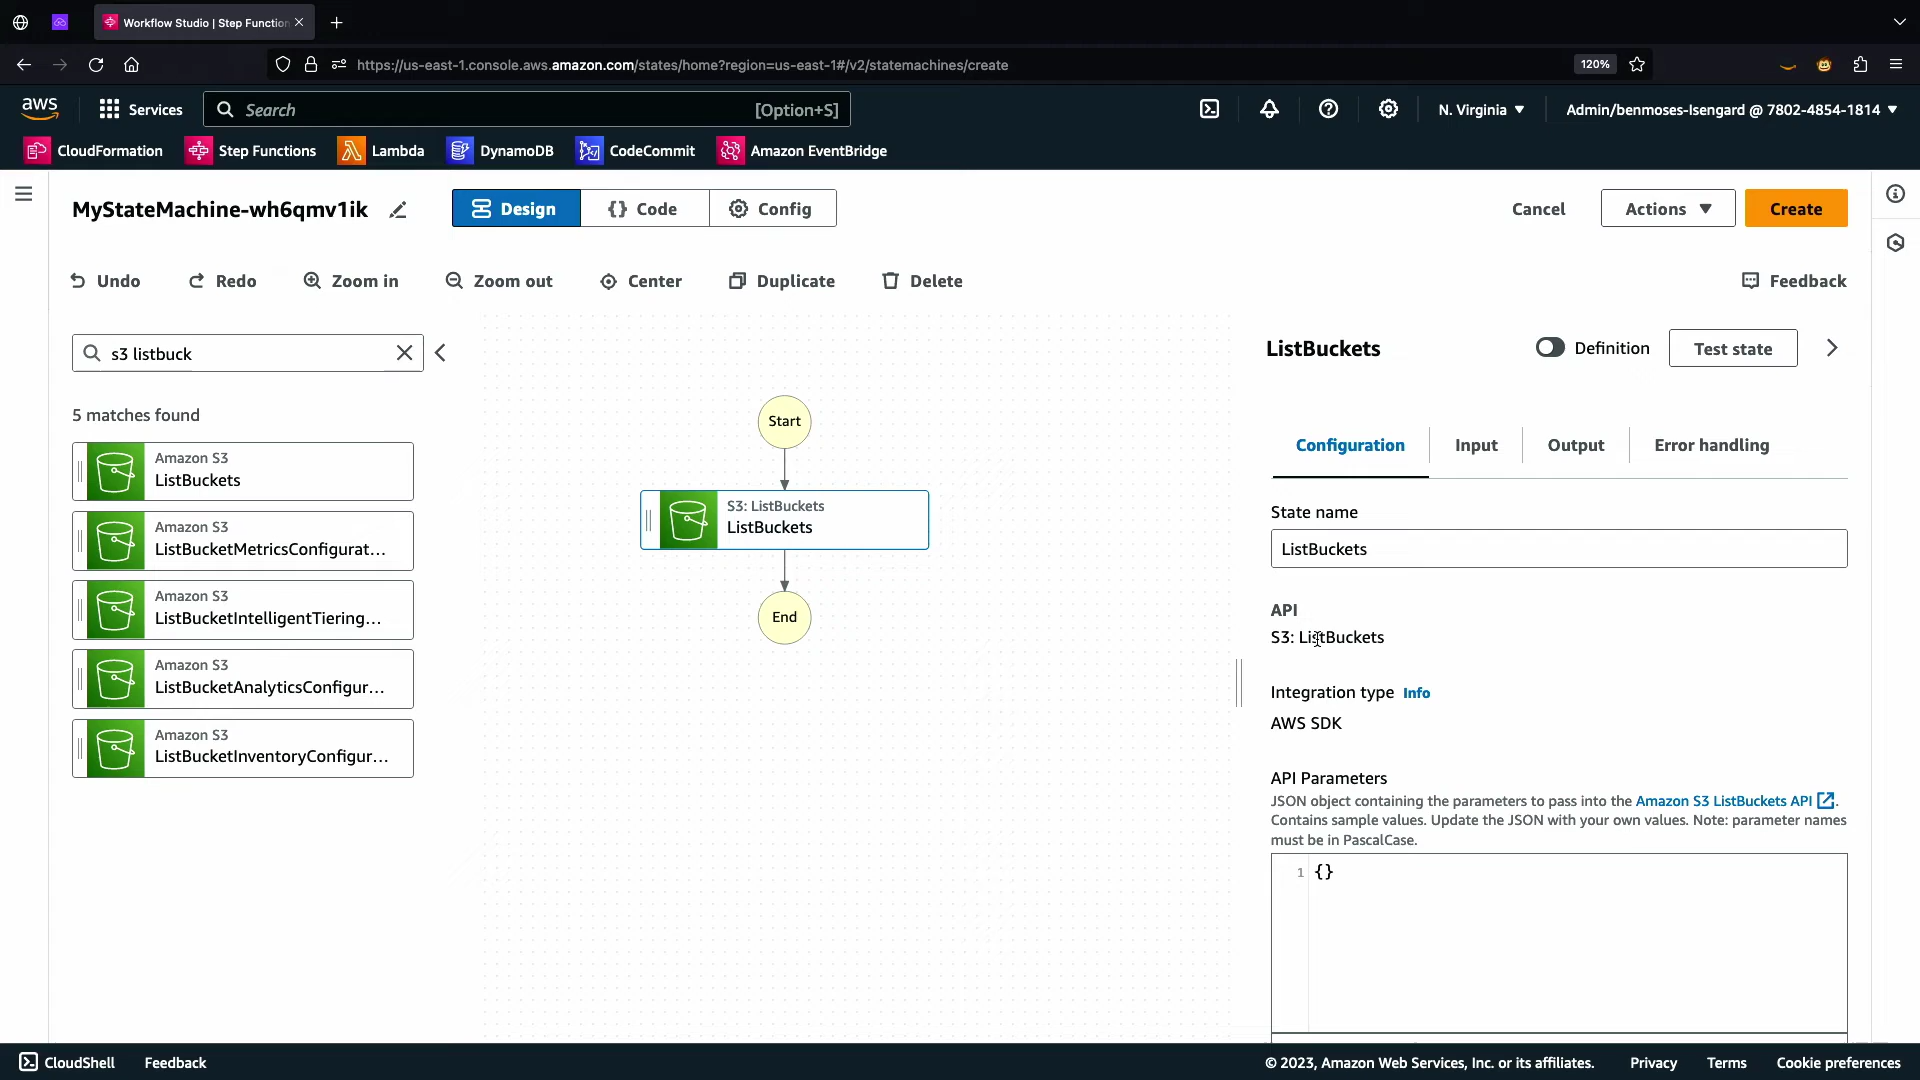 Workflow Studio | Step Function
https://us-east-1.console.aws.amazon.com/states/home?region=us-east-1#/v2/statemachines/create
120%
aws
Services
Search
[Option+S]
N. Virginia
Admin/benmoses-Isengard @ 7802-4854-1814
CloudFormation
Step Functions
Lambda
DynamoDB
CodeCommit
Amazon EventBridge
MyStateMachine-wh6qmv1ik
Design
{} Code
Config
Cancel
Actions
Create
Undo
Redo
Zoom in
Zoom out
Center
Duplicate
Delete
Feedback
s3 listbuck
5 matches found
Amazon S3
ListBuckets
Amazon S3
ListBucketMetricsConfigurat...
Amazon S3
ListBucketIntelligentTiering...
Amazon S3
ListBucketAnalyticsConfigur...
Amazon S3
ListBucketInventoryConfigur...
Start
S3: ListBuckets
ListBuckets
End
ListBuckets
Definition
Test state
Configuration
Input
Output
Error handling
State name
ListBuckets
API
S3: ListBuckets
Integration type Info
AWS SDK
API Parameters
JSON object containing the parameters to pass into the Amazon S3 ListBuckets API .
Contains sample values. Update the JSON with your own values. Note: parameter names
must be in PascalCase.
1 {}
CloudShell
Feedback
© 2023, Amazon Web Services, Inc. or its affiliates.
Privacy
Terms
Cookie preferences